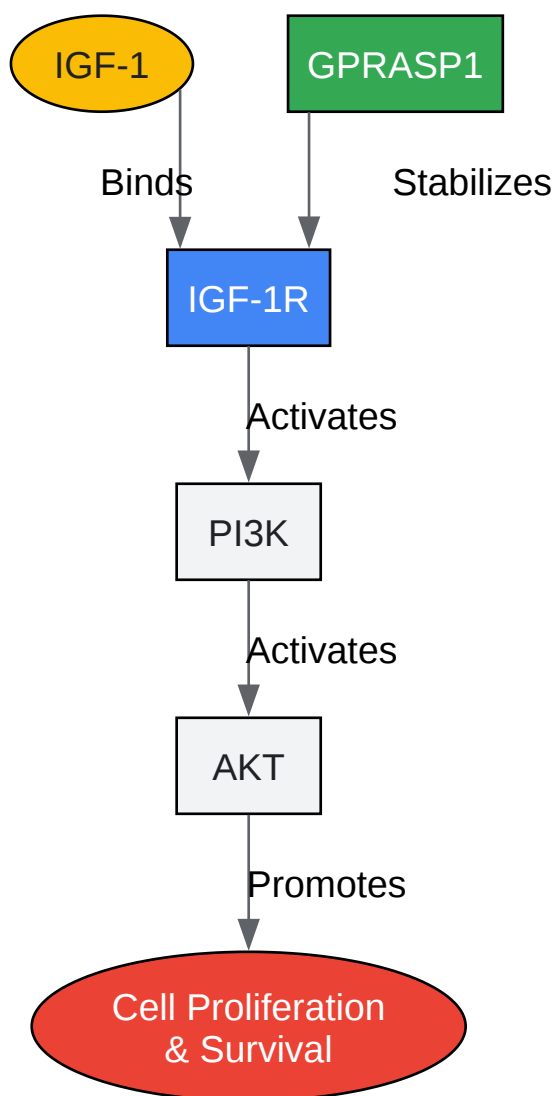 IGF-1
GPRASP1
Binds
Stabilizes
IGF-1R
Activates
PI3K
Activates
AKT
Promotes
Cell Proliferation
& Survival